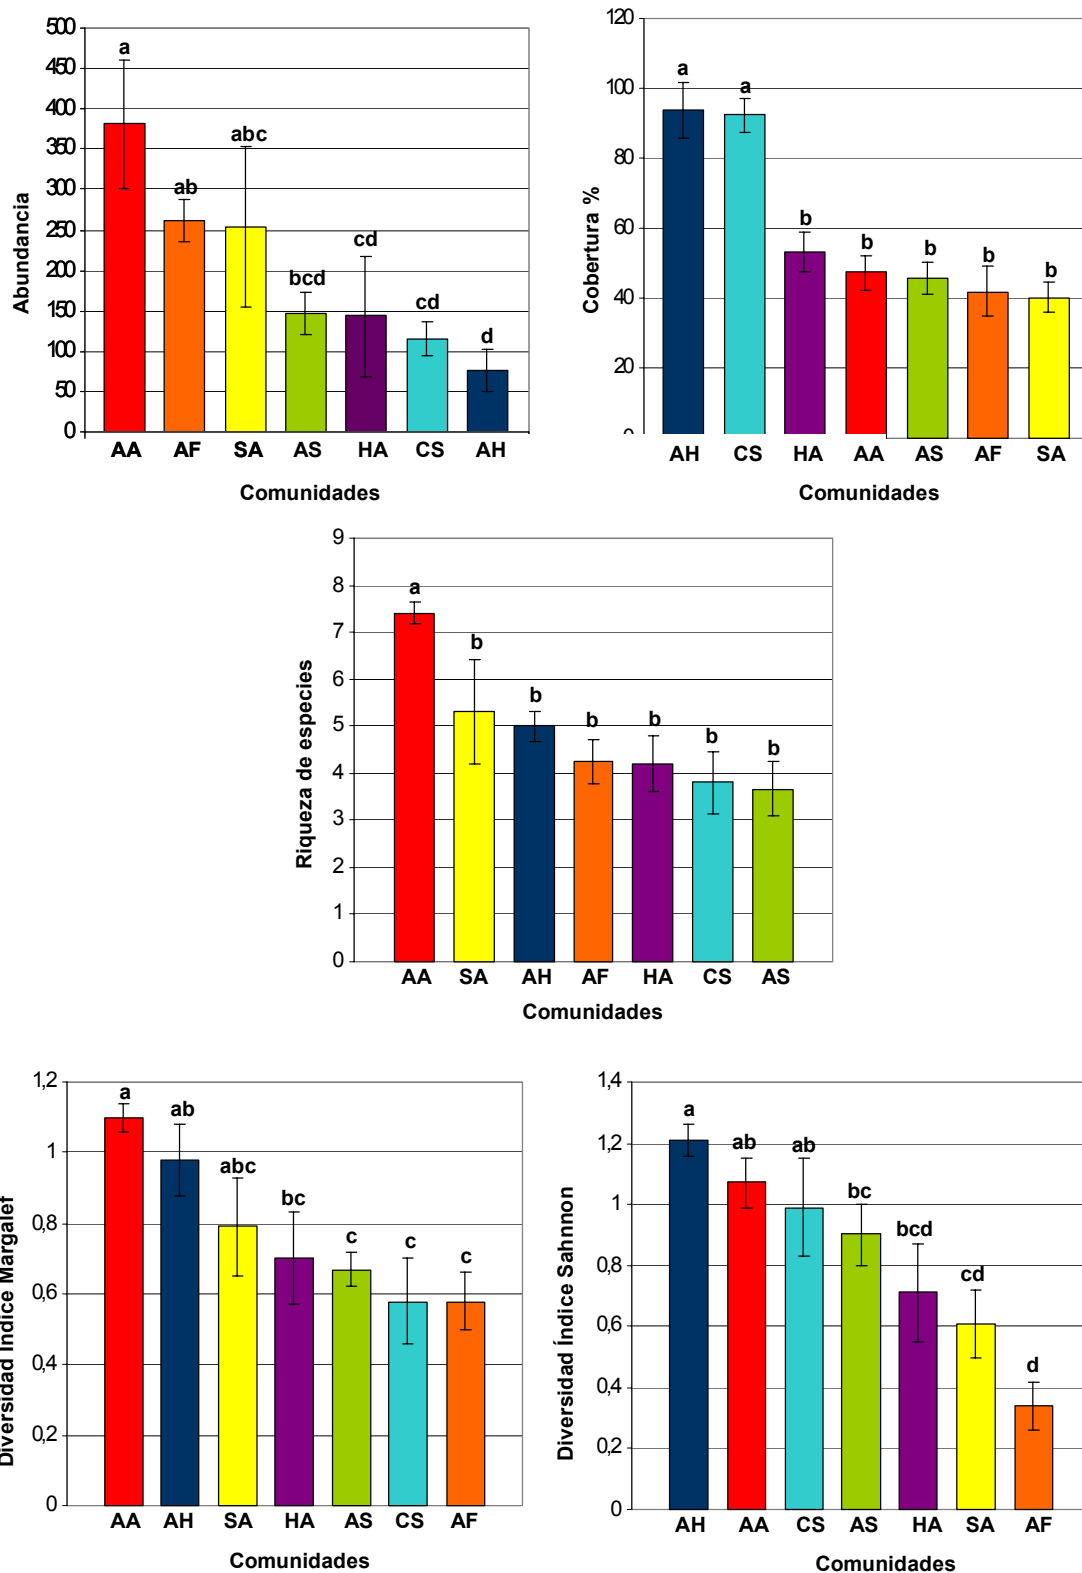 500
450
400
350
300
250
200
150
100
50
0
Abundancia
a
ab
abc
bcd
cd
cd
d
AA AF SA AS HA CS AH
Comunidades
120
100
80
60
40
20
Cobertura %
a
a
b
b
b
b
b
AH CS HA AA AS AF SA
Comunidades
9
8
7
6
5
4
3
2
1
0
Riqueza de especies
a
b
b
b
b
b
b
AA SA AH AF HA CS AS
Comunidades
1,2
1
0,8
0,6
0,4
0,2
0
Diversidad Indice Margalef
a
ab
abc
bc
c
c
c
AA AH SA HA AS CS AF
Comunidades
1,4
1,2
1
0,8
0,6
0,4
0,2
0
Diversidad Índice Sahnnon
a
ab
ab
bc
bcd
cd
d
AH AA CS AS HA SA AF
Comunidades